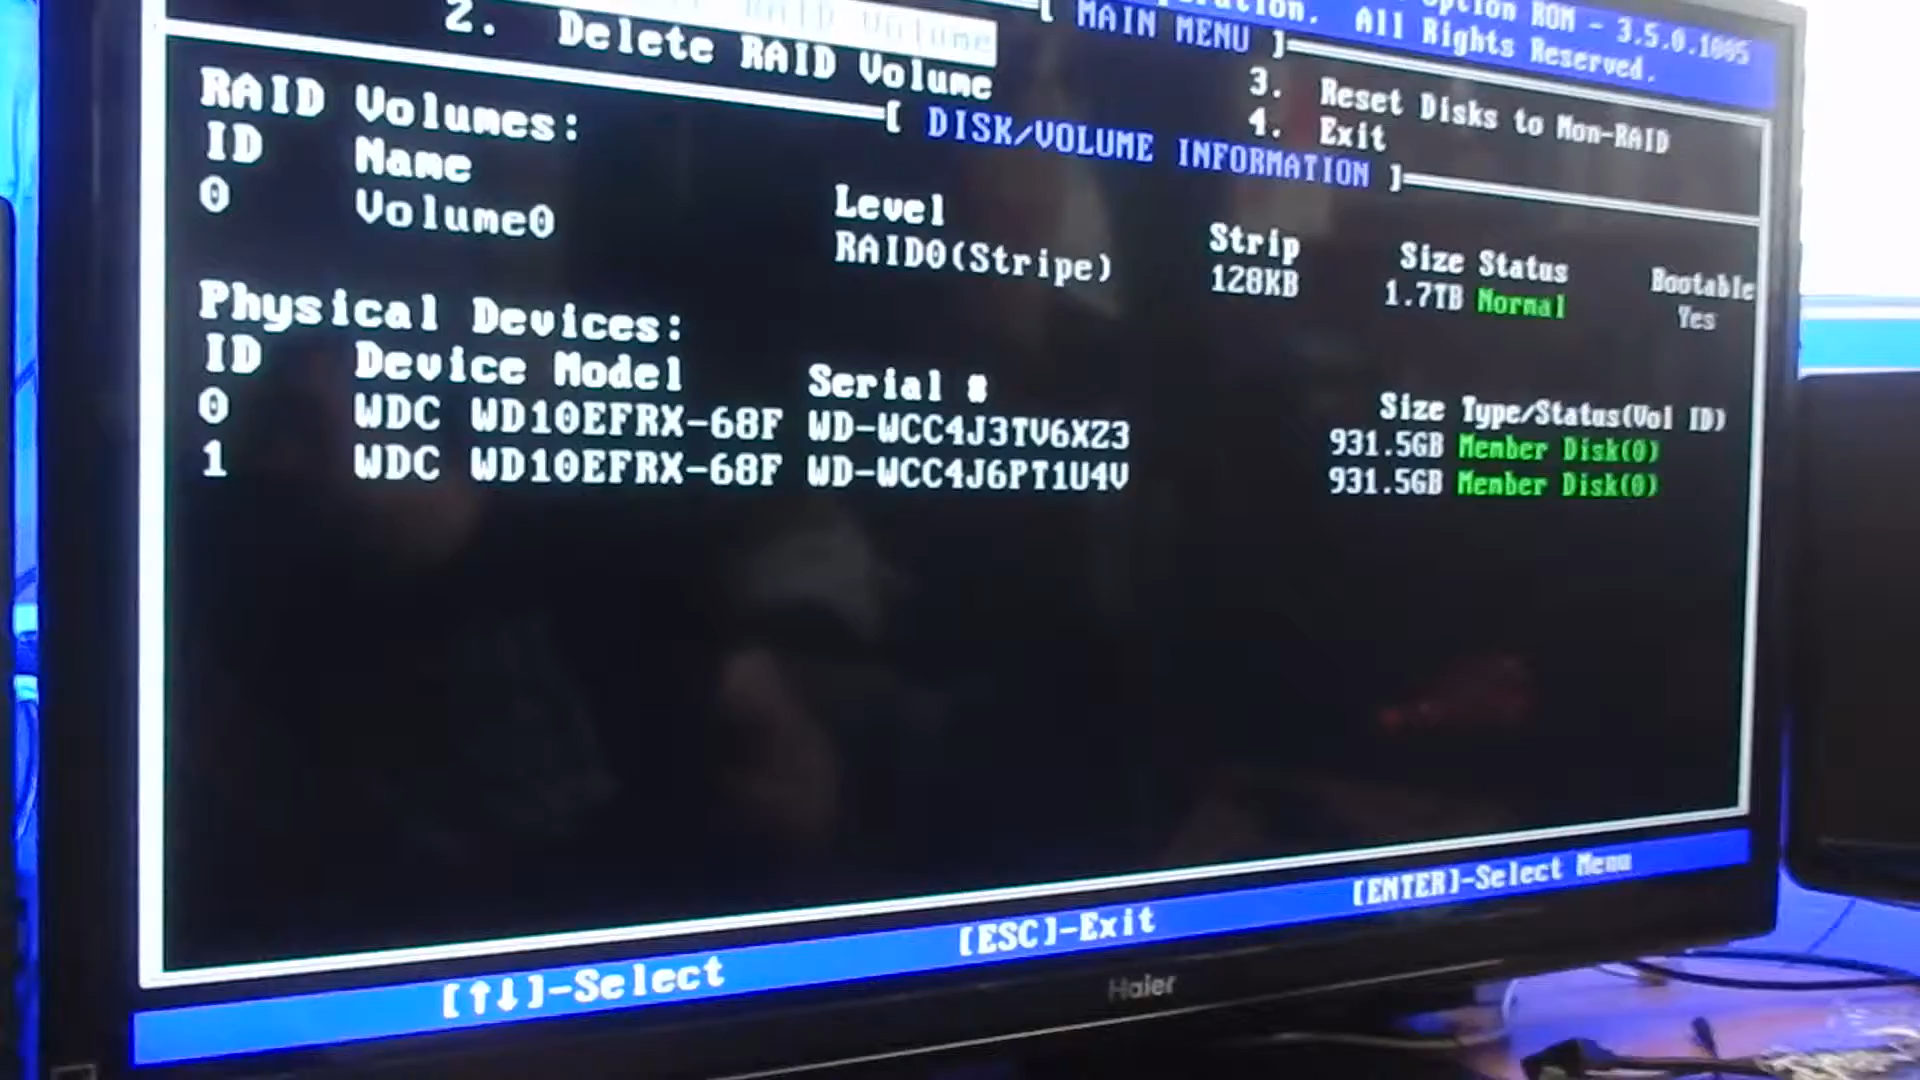 Option ROM - 3.5.0.1005
All Rights Reserved.
[ MAIN MENU ]
RAID Volume
2. Delete RAID Volume
3. Reset Disks to Non-RAID
4. Exit
[ DISK/VOLUME INFORMATION ]
RAID Volumes:
ID Name Level Strip Size Status Bootable
0 Volume0 RAID0(Stripe) 128KB 1.7TB Normal Yes
Physical Devices:
ID Device Model Serial # Size Type/Status(Vol ID)
0 WDC WD10EFRX-68F WD-WCC4J3TV6XZ3 931.5GB Member Disk(0)
1 WDC WD10EFRX-68F WD-WCC4J6PT1U4V 931.5GB Member Disk(0)
[↑↓]-Select [ESC]-Exit [ENTER]-Select Menu
Haier